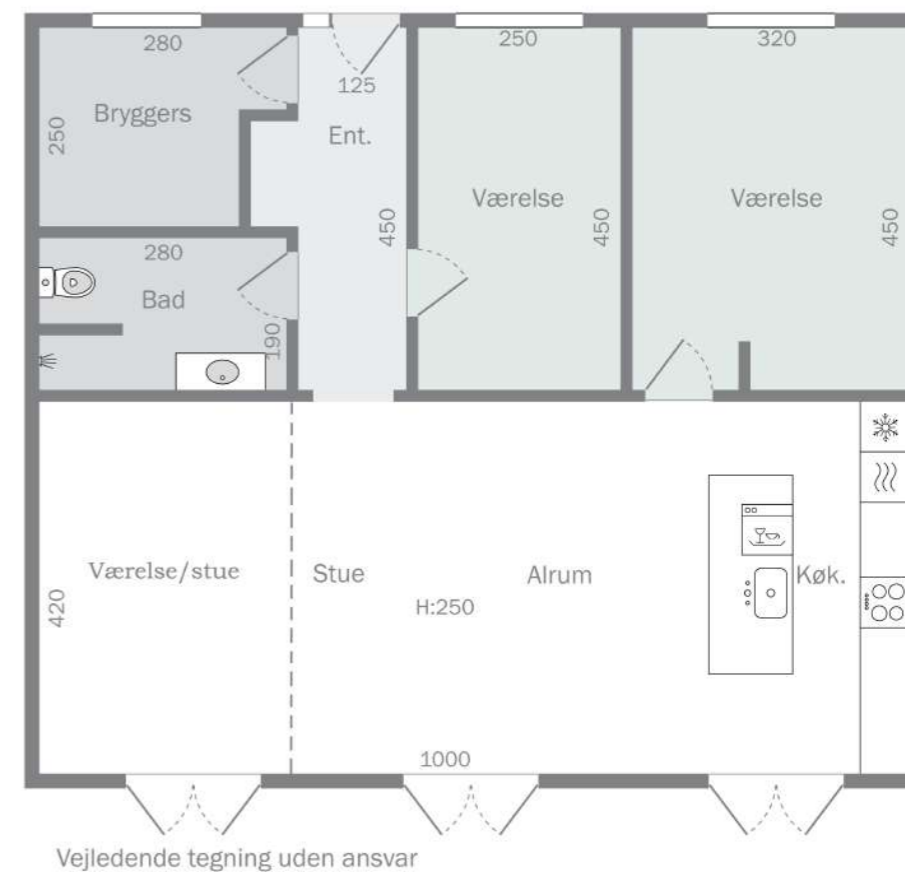 280
250
320
125
Bryggers
Ent.
250
Værelse
Værelse
450
450
450
280
Bad
190
Værelse/stue
Stue
Alrum
Køk.
H:250
420
1000
Vejledende tegning uden ansvar